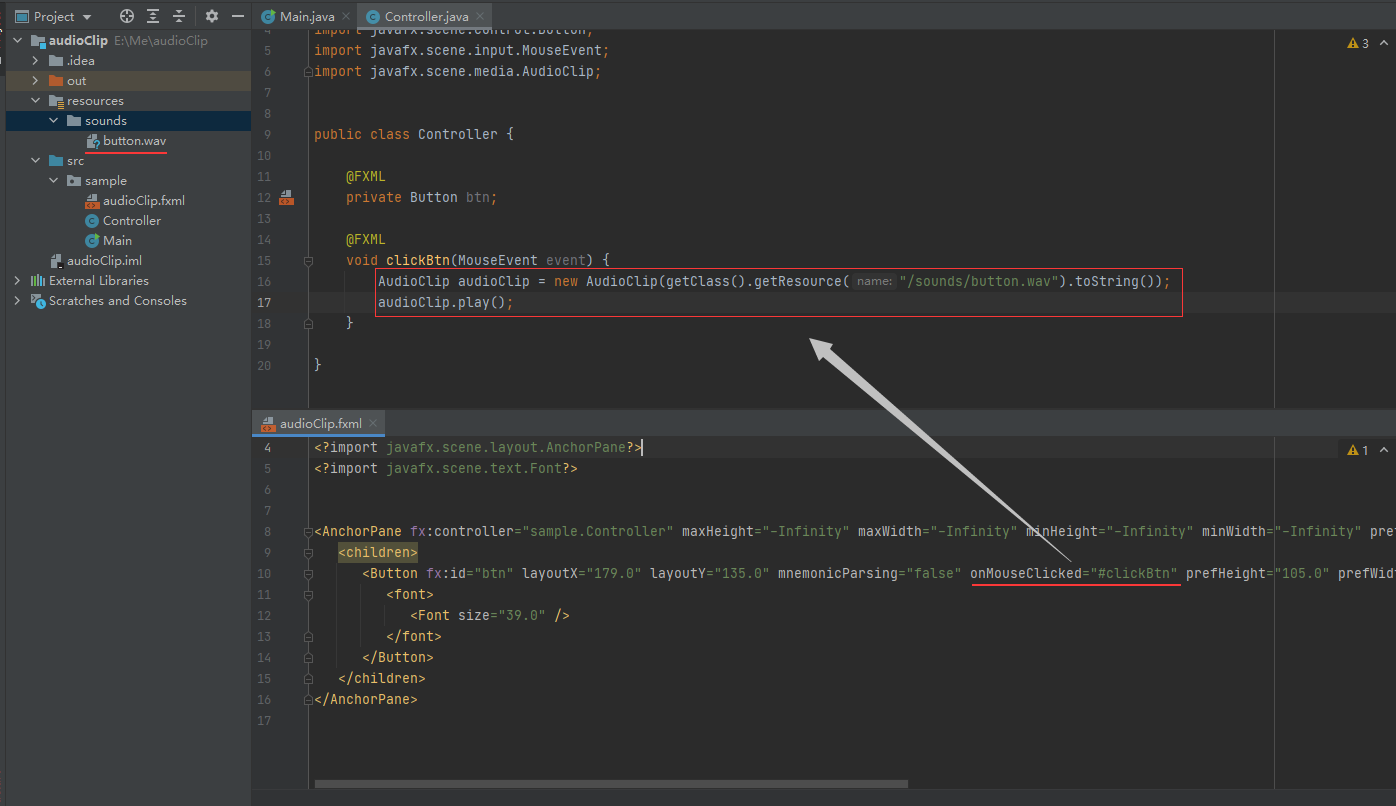 Project
audioClip E:\Me\audioClip
.idea
out
resources
sounds
button.wav
src
sample
audioClip.fxml
Controller
Main
audioClip.iml
External Libraries
Scratches and Consoles
Main.java
Controller.java
3
4 import javafx.scene.control.Button;
5 import javafx.scene.input.MouseEvent;
6 import javafx.scene.media.AudioClip;
7
8
9 public class Controller {
10
11 @FXML
12 private Button btn;
13
14 @FXML
15 void clickBtn(MouseEvent event) {
16 AudioClip audioClip = new AudioClip(getClass().getResource( name: "/sounds/button.wav").toString());
17 audioClip.play();
18 }
19
20 }
audioClip.fxml
1
4 <?import javafx.scene.layout.AnchorPane?>
5 <?import javafx.scene.text.Font?>
6
7
8 <AnchorPane fx:controller="sample.Controller" maxHeight="-Infinity" maxWidth="-Infinity" minHeight="-Infinity" minWidth="-Infinity" pre
9 <children>
10 <Button fx:id="btn" layoutX="179.0" layoutY="135.0" mnemonicParsing="false" onMouseClicked="#clickBtn" prefHeight="105.0" prefWid
11 <font>
12 <Font size="39.0" />
13 </font>
14 </Button>
15 </children>
16 </AnchorPane>
17